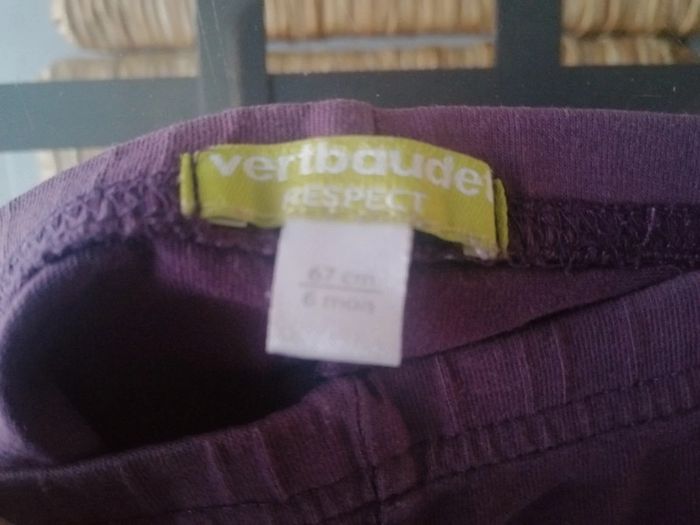 vertbaudet
RESPECT
67 cm
6 mois